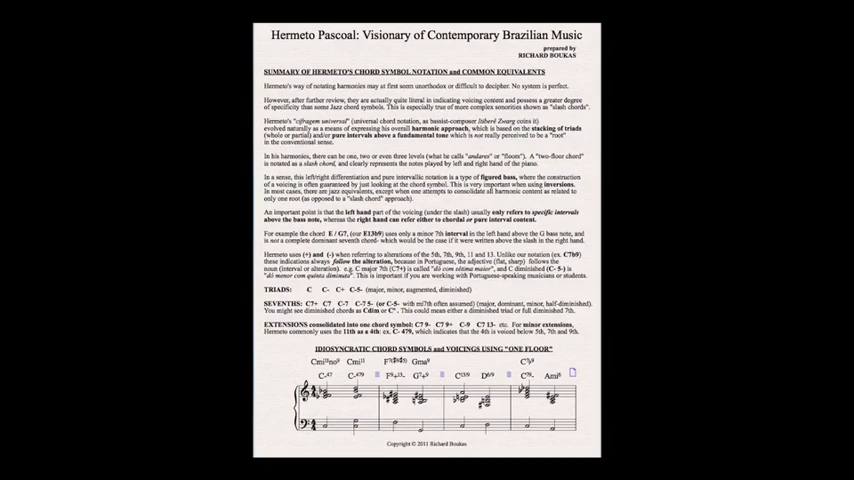 Hermeto Pascoal: Visionary of Contemporary Brazilian Music
prepared by
RICHARD BOUKAS
SUMMARY OF HERMETO'S CHORD SYMBOL NOTATION and COMMON EQUIVALENTS
Hermeto's way of notating harmonies may at first seem unorthodox or difficult to decipher. No system is perfect.
However, after further review, they are actually quite literal in indicating voicing content and possess a greater degree
of specificity than some Jazz chord symbols. This is especially true of more complex sonorities shown as "slash chords".
Hermeto's "cifragem universal" (universal chord notation, as bassist-composer Itiberê Zwarg coins it)
evolved naturally as a means of expressing his overall harmonic approach, which is based on the stacking of triads
(whole or partial) and/or pure intervals above a fundamental tone which is not really perceived to be a "root"
in the conventional sense.
In his harmonies, there can be one, two or even three levels (what he calls "andares" or "floors"). A "two-floor chord"
is notated as a slash chord, and clearly represents the notes played by left and right hand of the piano.
In a sense, this left/right differentiation and pure intervallic notation is a type of figured bass, where the construction
of a voicing is often guaranteed by just looking at the chord symbol. This is very important when using inversions.
In most cases, there are jazz equivalents, except when one attempts to consolidate all harmonic content as related to
only one root (as opposed to a "slash chord" approach).
An important point is that the left hand part of the voicing (under the slash) usually only refers to specific intervals
above the bass note, whereas the right hand can refer either to chordal or pure interval content.
For example the chord E / G7, (our E13b9) uses only a minor 7th interval in the left hand above the G bass note, and
is not a complete dominant seventh chord- which would be the case if it were written above the slash in the right hand.
Hermeto uses (+) and (-) when referring to alterations of the 5th, 7th, 9th, 11 and 13. Unlike our notation (ex. C7b9)
these indications always follow the alteration, because in Portuguese, the adjective (flat, sharp) follows the
noun (interval or alteration). e.g. C major 7th (C7+) is called "dó com sétima maior", and C diminished (C- 5-) is
"dó menor com quinta diminuta". This is important if you are working with Portuguese-speaking musicians or students.
TRIADS: C C- C+ C-5- (major, minor, augmented, diminished)
SEVENTHS: C7+ C7 C-7 C-7 5- (or C-5- with mi7th often assumed) (major, dominant, minor, half-diminished).
You might see diminished chords as Cdim or C°. This could mean either a diminished triad or full diminished 7th.
EXTENSIONS consolidated into one chord symbol: C7 9- C7 9+ C-9 C7 13- etc. For minor extensions,
Hermeto commonly uses the 11th as a 4th: ex. C- 479, which indicates that the 4th is voiced below 5th, 7th and 9th.
IDIOSYNCRATIC CHORD SYMBOLS and VOICINGS USING "ONE FLOOR"
Cmi11no9 Cmi11 Gma9
C-47 C-479 G7+9 C13/9 D6/9 C79- Ami6
Copyright © 2011 Richard Boukas